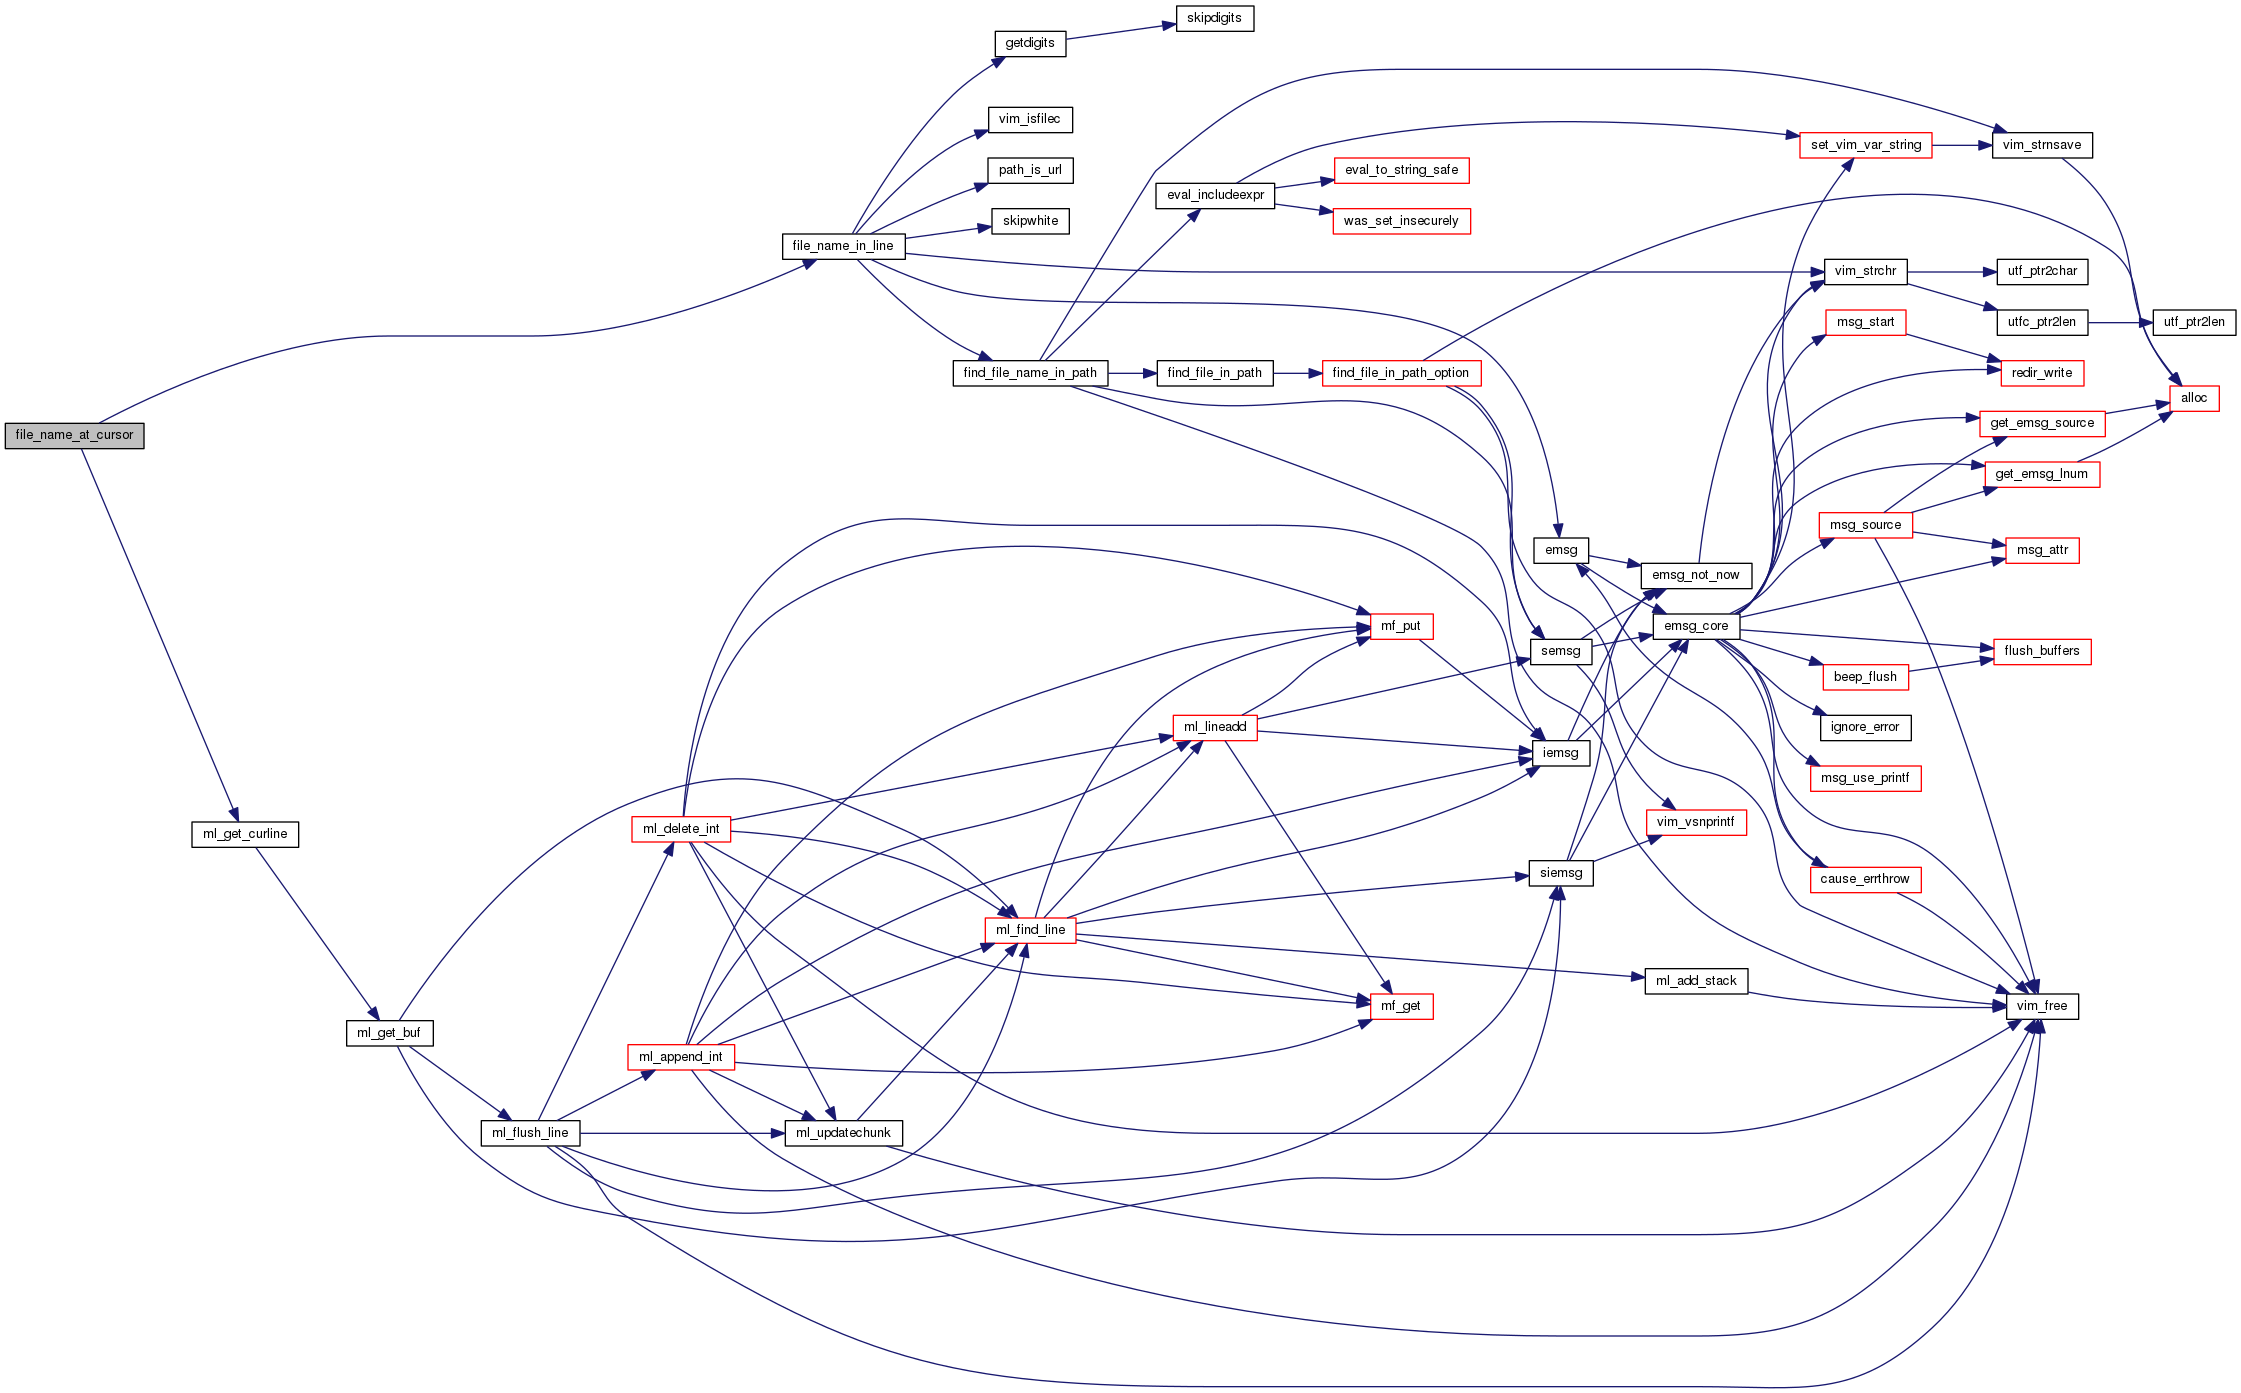 skipdigits
getdigits
vim_isfilec
set_vim_var_string
vim_strnsave
path_is_url
eval_to_string_safe
eval_includeexpr
skipwhite
was_set_insecurely
file_name_in_line
vim_strchr
utf_ptr2char
msg_start
utfc_ptr2len
utf_ptr2len
find_file_name_in_path
find_file_in_path
find_file_in_path_option
redir_write
alloc
get_emsg_source
file_name_at_cursor
get_emsg_lnum
msg_source
emsg
msg_attr
emsg_not_now
mf_put
emsg_core
semsg
flush_buffers
beep_flush
ml_lineadd
ignore_error
iemsg
msg_use_printf
ml_get_curline
ml_delete_int
vim_vsnprintf
siemsg
cause_errthrow
ml_find_line
ml_add_stack
mf_get
vim_free
ml_get_buf
ml_append_int
ml_flush_line
ml_updatechunk